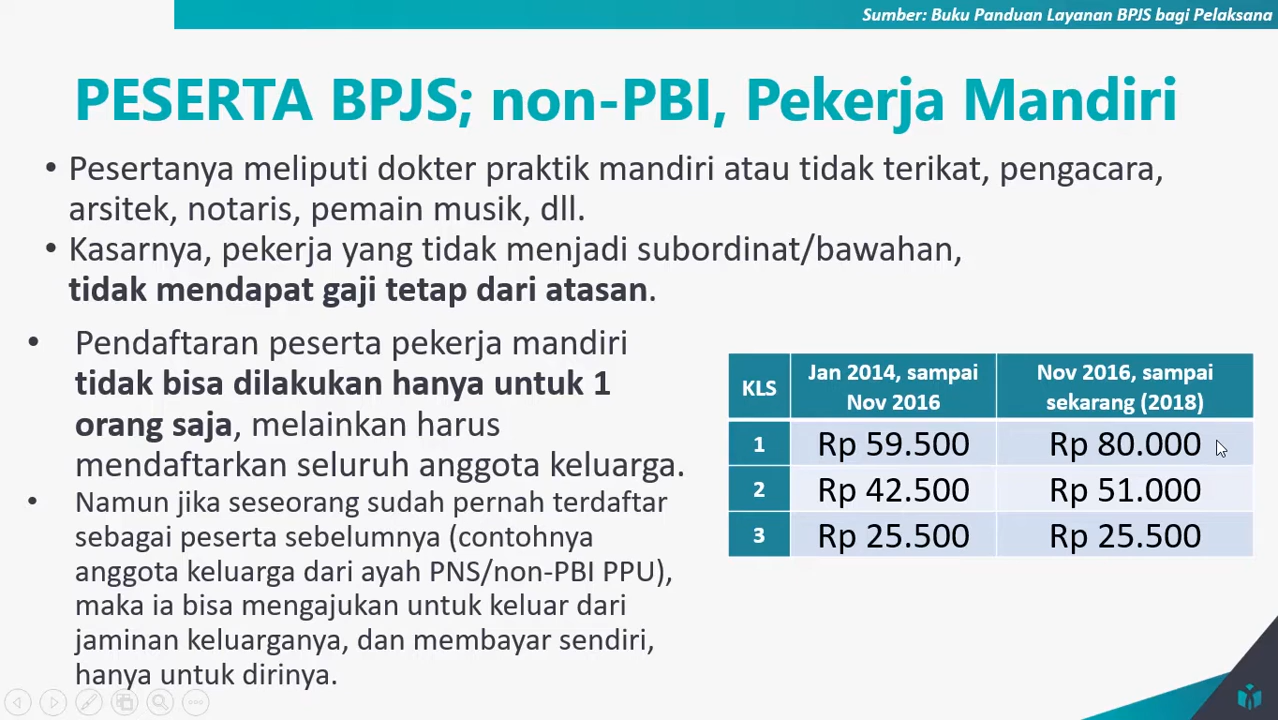 Sumber: Buku Panduan Layanan BPJS bagi Pelaksana
PESERTA BPJS; non-PBI, Pekerja Mandiri
• Pesertanya meliputi dokter praktik mandiri atau tidak terikat, pengacara,
arsitek, notaris, pemain musik, dll.
• Kasarnya, pekerja yang tidak menjadi subordinat/bawahan,
tidak mendapat gaji tetap dari atasan.
• Pendaftaran peserta pekerja mandiri
tidak bisa dilakukan hanya untuk 1
orang saja, melainkan harus
mendaftarkan seluruh anggota keluarga.
• Namun jika seseorang sudah pernah terdaftar
sebagai peserta sebelumnya (contohnya
anggota keluarga dari ayah PNS/non-PBI PPU),
maka ia bisa mengajukan untuk keluar dari
jaminan keluarganya, dan membayar sendiri,
hanya untuk dirinya.
KLS
Jan 2014, sampai
Nov 2016
Nov 2016, sampai
sekarang (2018)
1 Rp 59.500 Rp 80.000
2 Rp 42.500 Rp 51.000
3 Rp 25.500 Rp 25.500